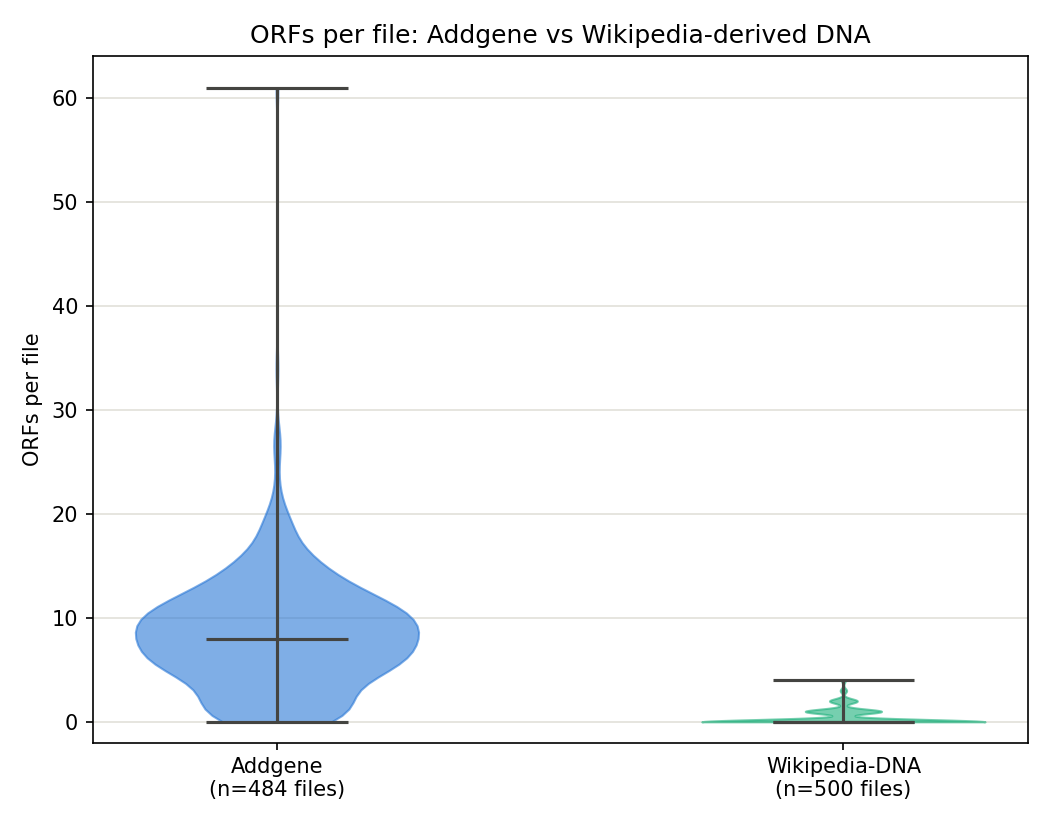 ORFs per file: Addgene vs Wikipedia-derived DNA
ORFs per file
60
50
40
30
20
10
0
Addgene
(n=484 files)
Wikipedia-DNA
(n=500 files)